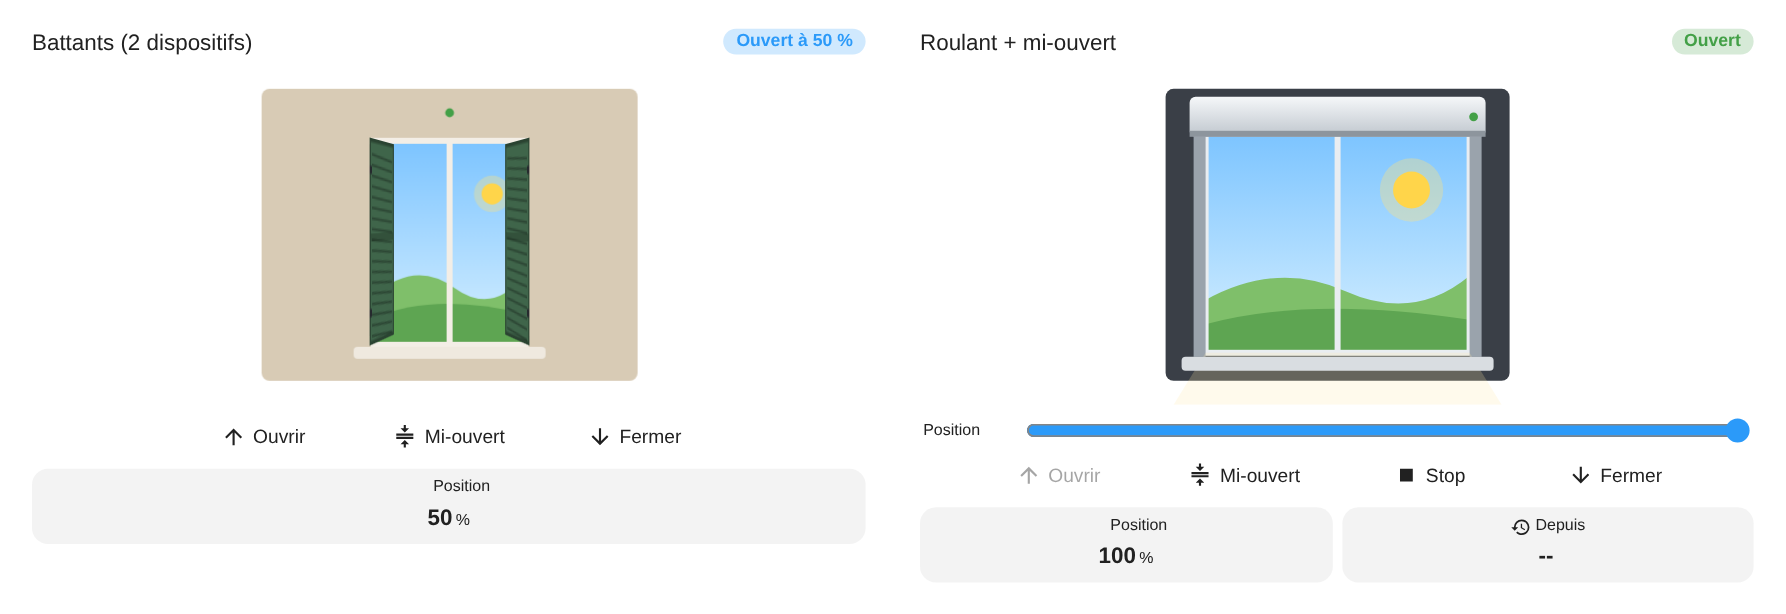 Battants (2 dispositifs)
Ouvert à 50 %
Ouvrir
Mi-ouvert
Fermer
Position
50 %
Roulant + mi-ouvert
Ouvert
Position
Ouvrir
Mi-ouvert
Stop
Fermer
Position
100 %
Depuis
--